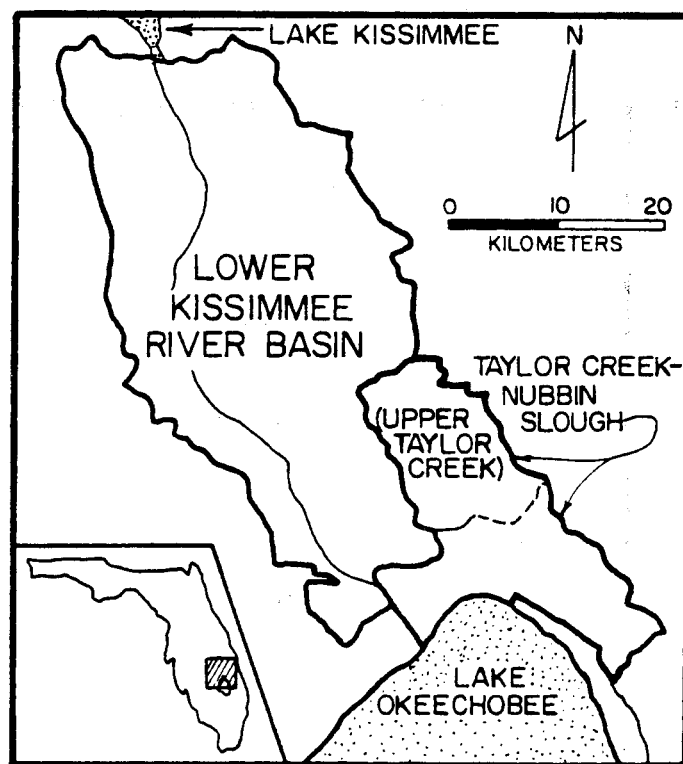 LAKE KISSIMMEE
N
0 10 20
KILOMETERS
LOWER
KISSIMMEE
RIVER BASIN
TAYLOR CREEK-
NUBBIN
SLOUGH
(UPPER
TAYLOR
CREEK)
LAKE
OKEECHOBEE